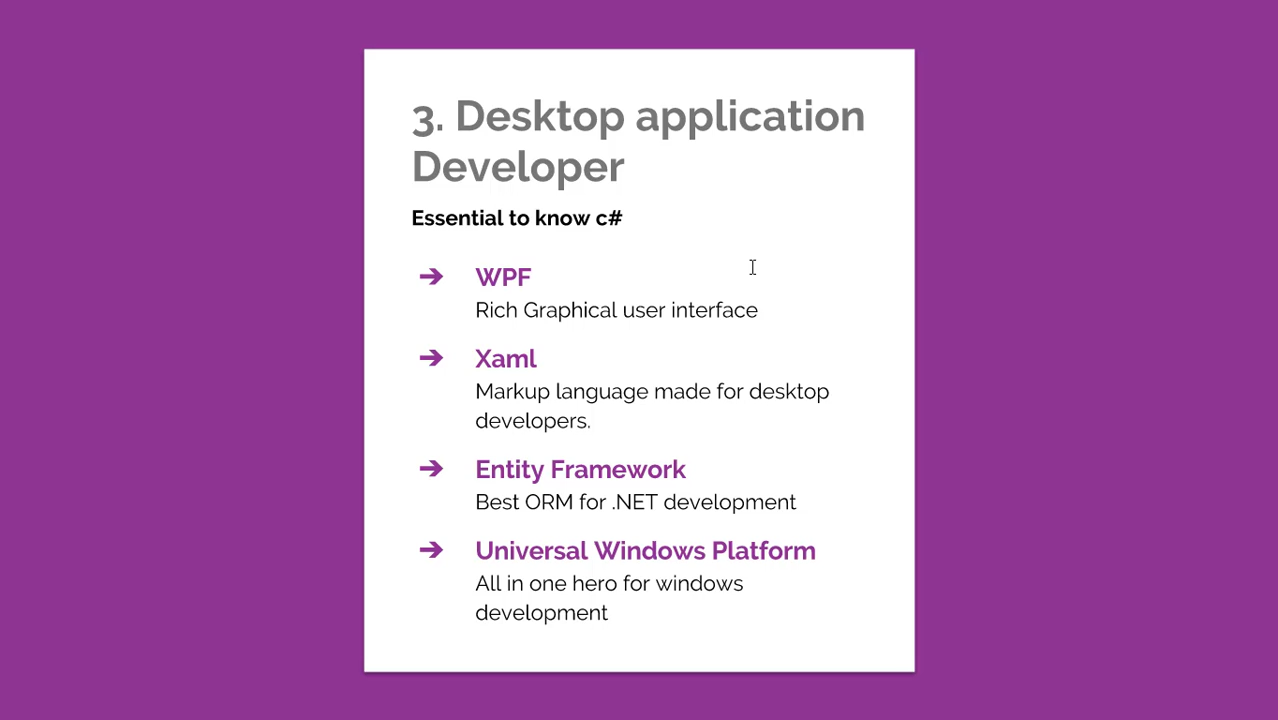 3. Desktop application
Developer
Essential to know c#
➔ WPF
Rich Graphical user interface
➔ Xaml
Markup language made for desktop
developers.
➔ Entity Framework
Best ORM for .NET development
➔ Universal Windows Platform
All in one hero for windows
development